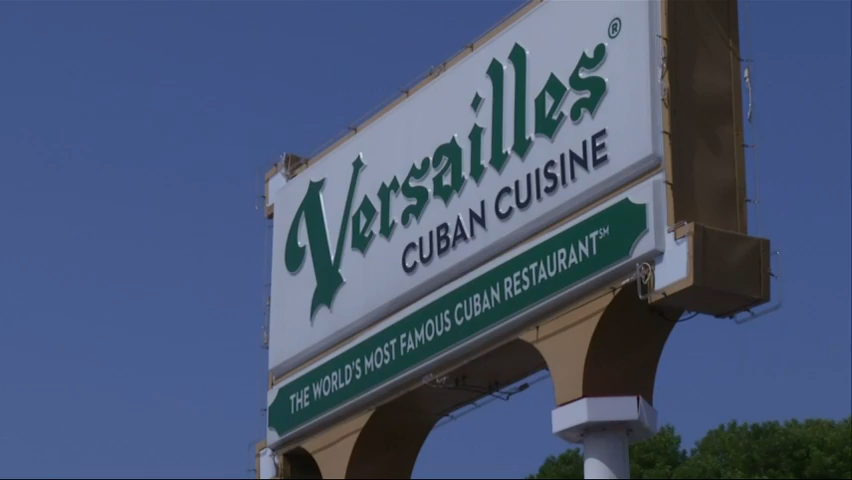 Versailles®
CUBAN CUISINE
THE WORLD'S MOST FAMOUS CUBAN RESTAURANT℠